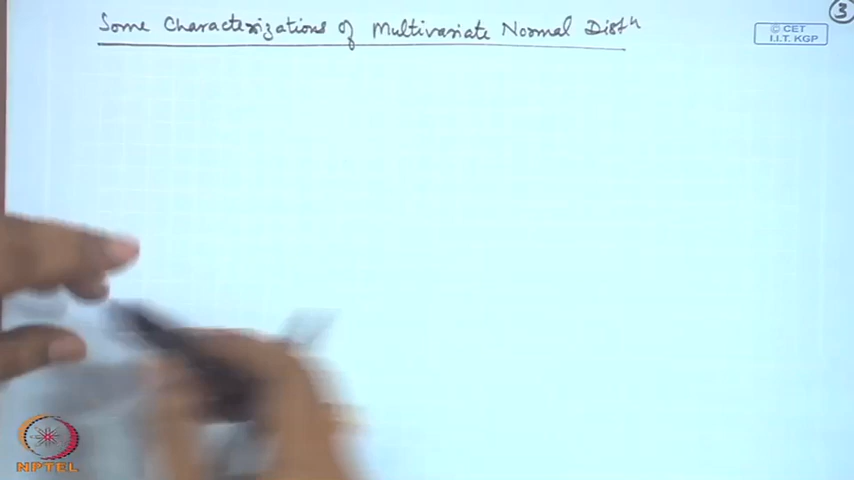 Some Characterizations of Multivariate Normal Distⁿ
3
© CET
I.I.T. KGP
NPTEL